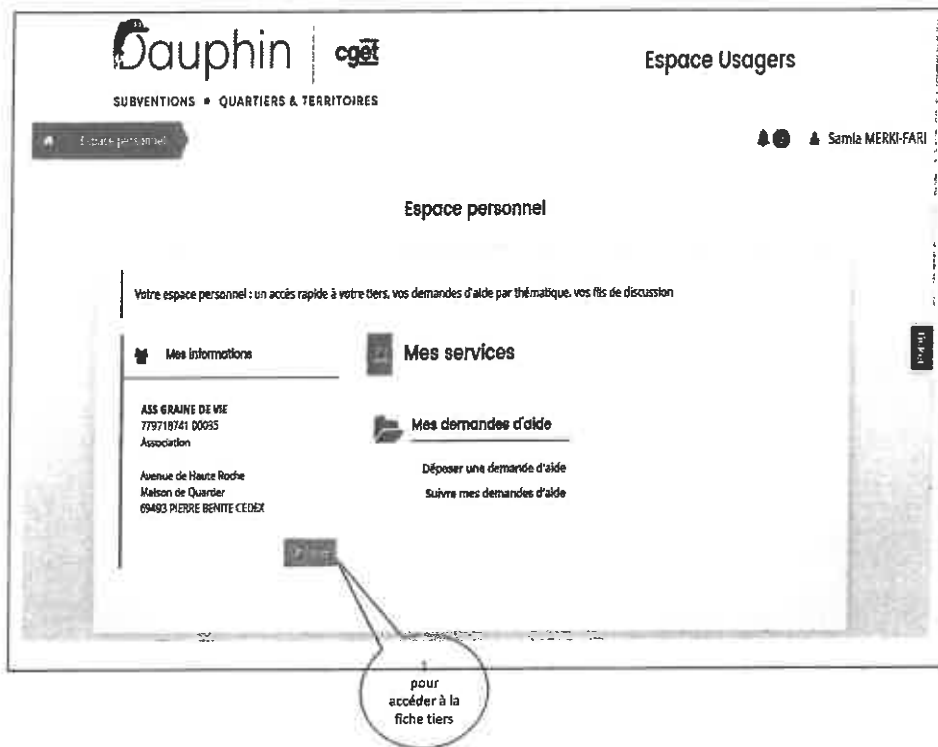 Dauphin
cget
Espace Usagers
SUBVENTIONS • QUARTIERS & TERRITOIRES
Espace personnel
Samia MERKI-FARI
Espace personnel
Votre espace personnel : un accès rapide à votre tiers, vos demandes d'aide par thématique, vos fils de discussion
Mes informations
Mes services
ASS GRAINE DE VIE
779718741 00035
Association
Mes demandes d'aide
Déposer une demande d'aide
Avenue de Haute Roche
Maison de Quartier
Suivre mes demandes d'aide
69493 PIERRE BENITE CEDEX
1
pour
accéder à la
fiche tiers